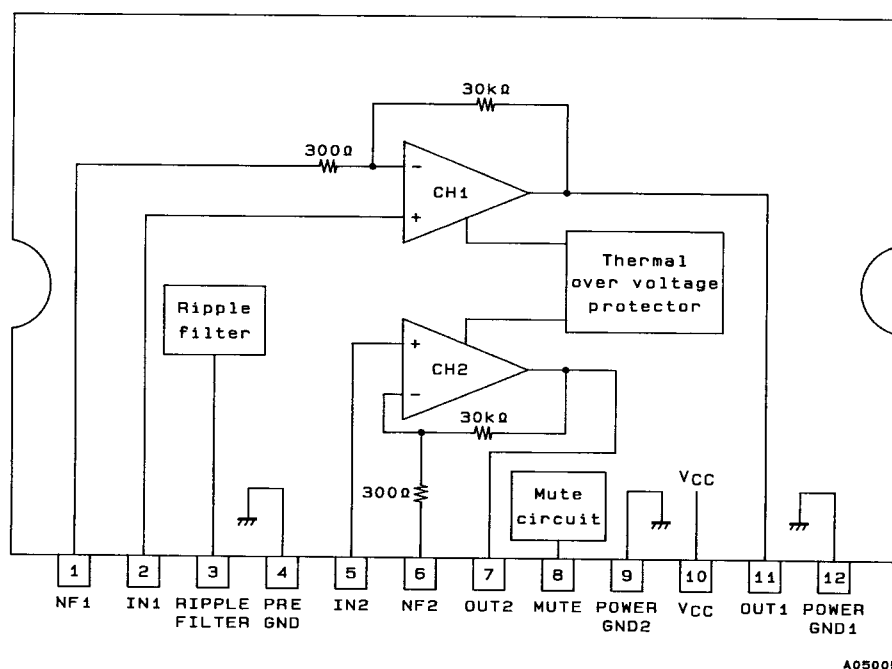 30kΩ
300Ω
−
CH1
+
Thermal
over voltage
protector
Ripple
filter
+
CH2
−
30kΩ
300Ω
Mute
circuit
VCC
1 2 3 4 5 6 7 8 9 10 11 12
NF1 IN1 RIPPLE FILTER PRE GND IN2 NF2 OUT2 MUTE POWER GND2 VCC OUT1 POWER GND1